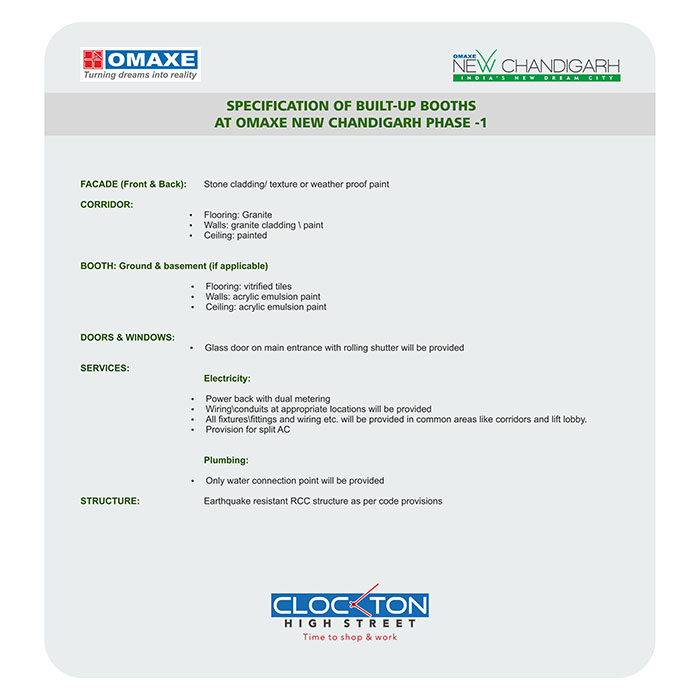 OMAXE
Turning dreams into reality
OMAXE
NEW CHANDIGARH
INDIA'S NEW DREAM CITY
SPECIFICATION OF BUILT-UP BOOTHS
AT OMAXE NEW CHANDIGARH PHASE -1
FACADE (Front & Back): Stone cladding/ texture or weather proof paint
CORRIDOR:
• Flooring: Granite
• Walls: granite cladding \ paint
• Ceiling: painted
BOOTH: Ground & basement (if applicable)
• Flooring: vitrified tiles
• Walls: acrylic emulsion paint
• Ceiling: acrylic emulsion paint
DOORS & WINDOWS:
• Glass door on main entrance with rolling shutter will be provided
SERVICES:
Electricity:
• Power back with dual metering
• Wiring\conduits at appropriate locations will be provided
• All fixtures\fittings and wiring etc. will be provided in common areas like corridors and lift lobby.
• Provision for split AC
Plumbing:
• Only water connection point will be provided
STRUCTURE: Earthquake resistant RCC structure as per code provisions
CLOCKTON
HIGH STREET
Time to shop & work